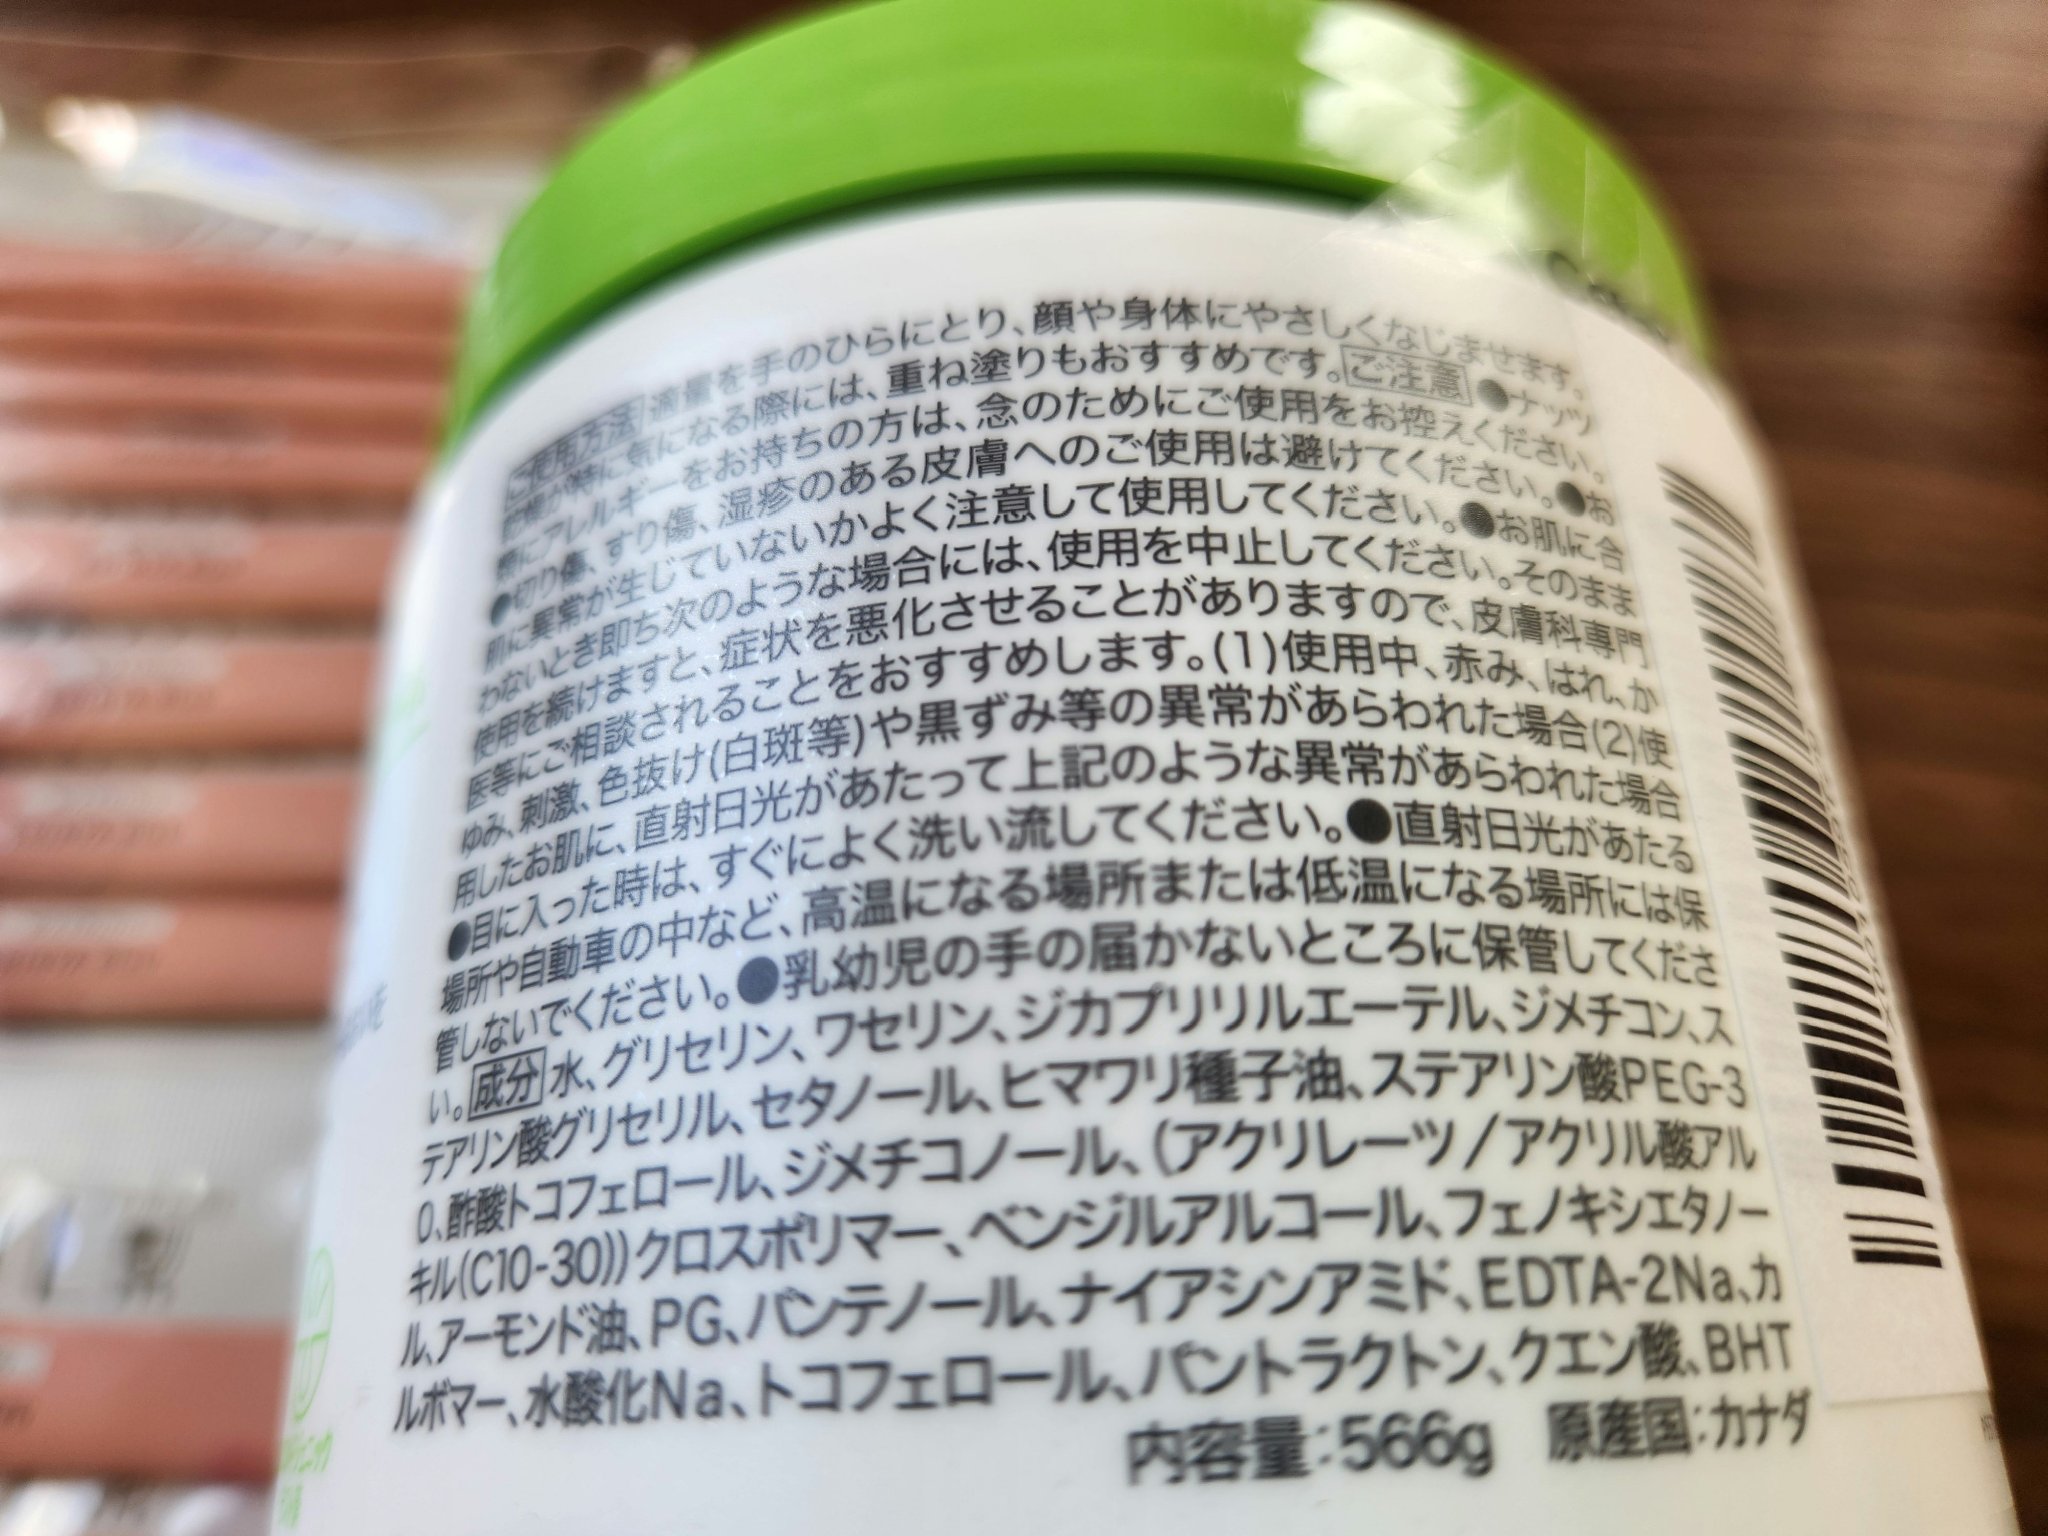 ご使用方法 適量を手のひらにとり、顔や身体にやさしくなじませます。
乾燥が特に気になる際には、重ね塗りもおすすめです。ご注意 ●ナッツ
類にアレルギーをお持ちの方は、念のためにご使用をお控えください。
●切り傷、すり傷、湿疹のある皮膚へのご使用は避けてください。●お
肌に異常が生じていないかよく注意して使用してください。●お肌に合
わないとき即ち次のような場合には、使用を中止してください。そのまま
使用を続けますと、症状を悪化させることがありますので、皮膚科専門
医等にご相談されることをおすすめします。(1)使用中、赤み、はれ、か
ゆみ、刺激、色抜け(白斑等)や黒ずみ等の異常があらわれた場合(2)使
用したお肌に、直射日光があたって上記のような異常があらわれた場合
●目に入った時は、すぐによく洗い流してください。●直射日光があたる
場所や自動車の中など、高温になる場所または低温になる場所には保
管しないでください。●乳幼児の手の届かないところに保管してくださ
い。成分 水、グリセリン、ワセリン、ジカプリリルエーテル、ジメチコン、ス
テアリン酸グリセリル、セタノール、ヒマワリ種子油、ステアリン酸PEG-3
0、酢酸トコフェロール、ジメチコノール、(アクリレーツ/アクリル酸アル
キル(C10-30))クロスポリマー、ベンジルアルコール、フェノキシエタノー
ル、アーモンド油、PG、パンテノール、ナイアシンアミド、EDTA-2Na、カ
ルボマー、水酸化Na、トコフェロール、パントラクトン、クエン酸、BHT
内容量:566g 原産国:カナダ